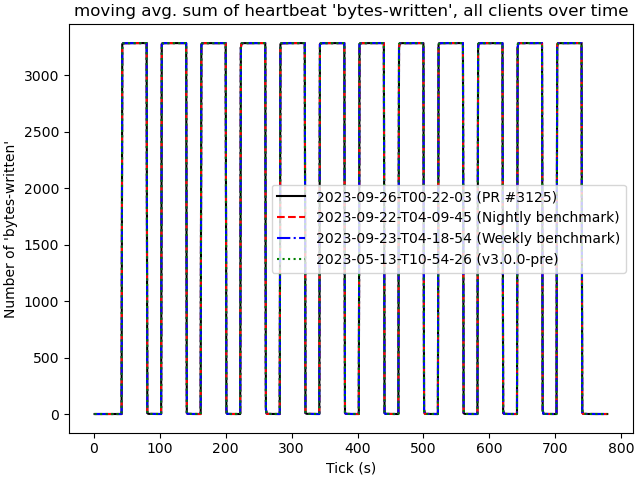 moving avg. sum of heartbeat 'bytes-written', all clients over time
Number of 'bytes-written'
3000
2500
2000
1500
1000
500
0
2023-09-26-T00-22-03 (PR #3125)
2023-09-22-T04-09-45 (Nightly benchmark)
2023-09-23-T04-18-54 (Weekly benchmark)
2023-05-13-T10-54-26 (v3.0.0-pre)
0 100 200 300 400 500 600 700 800
Tick (s)